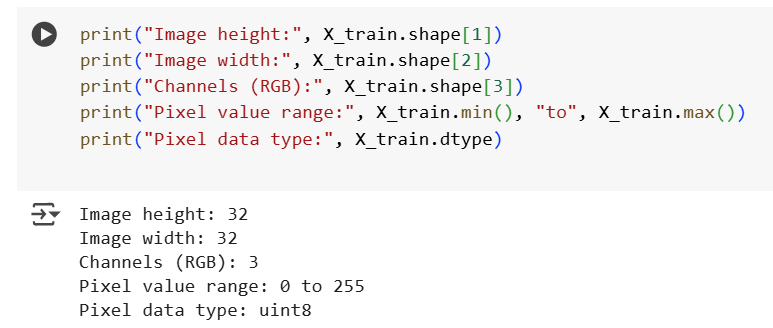 print("Image height:", X_train.shape[1])
print("Image width:", X_train.shape[2])
print("Channels (RGB):", X_train.shape[3])
print("Pixel value range:", X_train.min(), "to", X_train.max())
print("Pixel data type:", X_train.dtype)
Image height: 32
Image width: 32
Channels (RGB): 3
Pixel value range: 0 to 255
Pixel data type: uint8